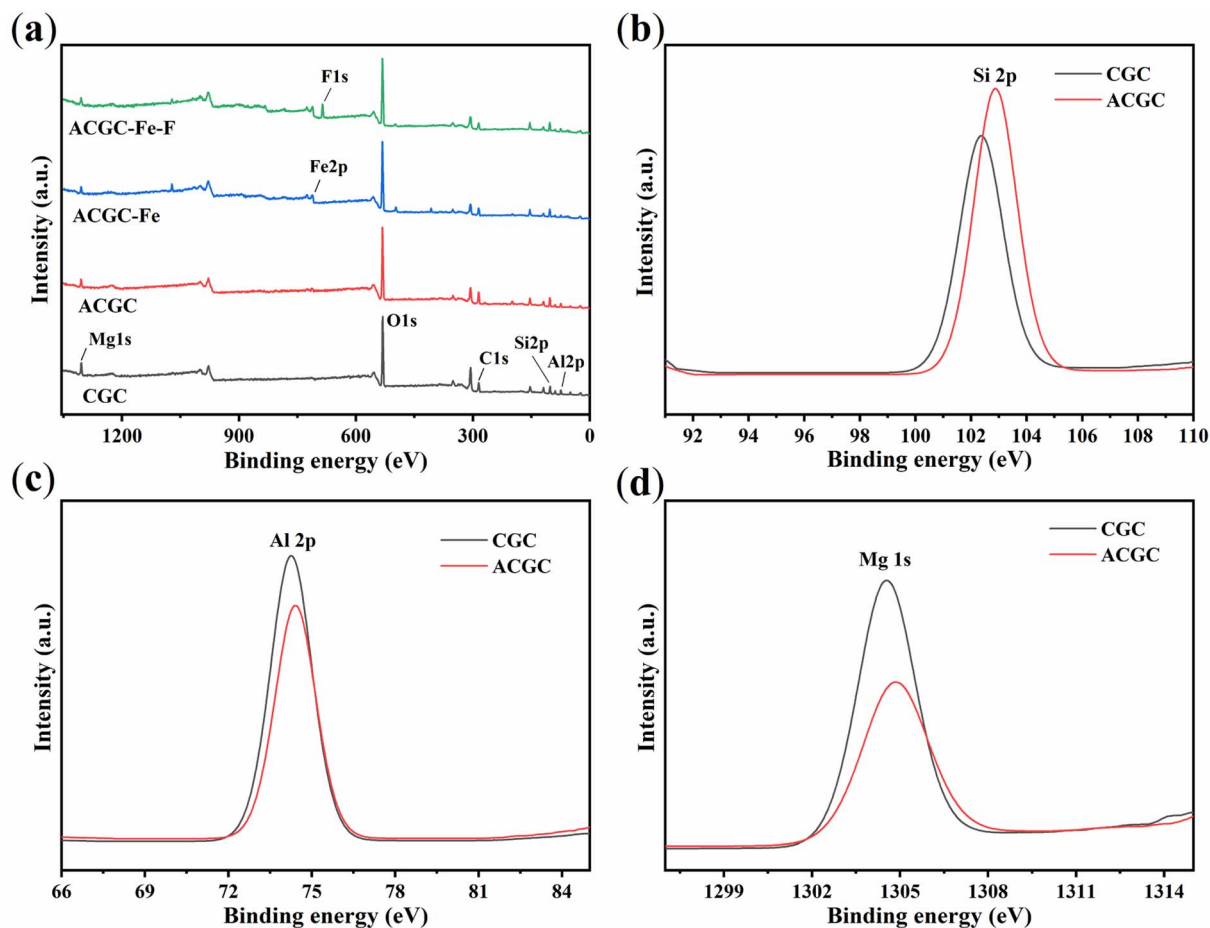 (a)
F1s
ACGC-Fe-F
Fe2p
ACGC-Fe
ACGC
O1s
Mg1s
Si2p
C1s
Al2p
CGC
Intensity (a.u.)
1200 900 600 300 0
Binding energy (eV)
(b)
Si 2p
CGC
ACGC
Intensity (a.u.)
92 94 96 98 100 102 104 106 108 110
Binding energy (eV)
(c)
Al 2p
CGC
ACGC
Intensity (a.u.)
66 69 72 75 78 81 84
Binding energy (eV)
(d)
Mg 1s
CGC
ACGC
Intensity (a.u.)
1299 1302 1305 1308 1311 1314
Binding energy (eV)